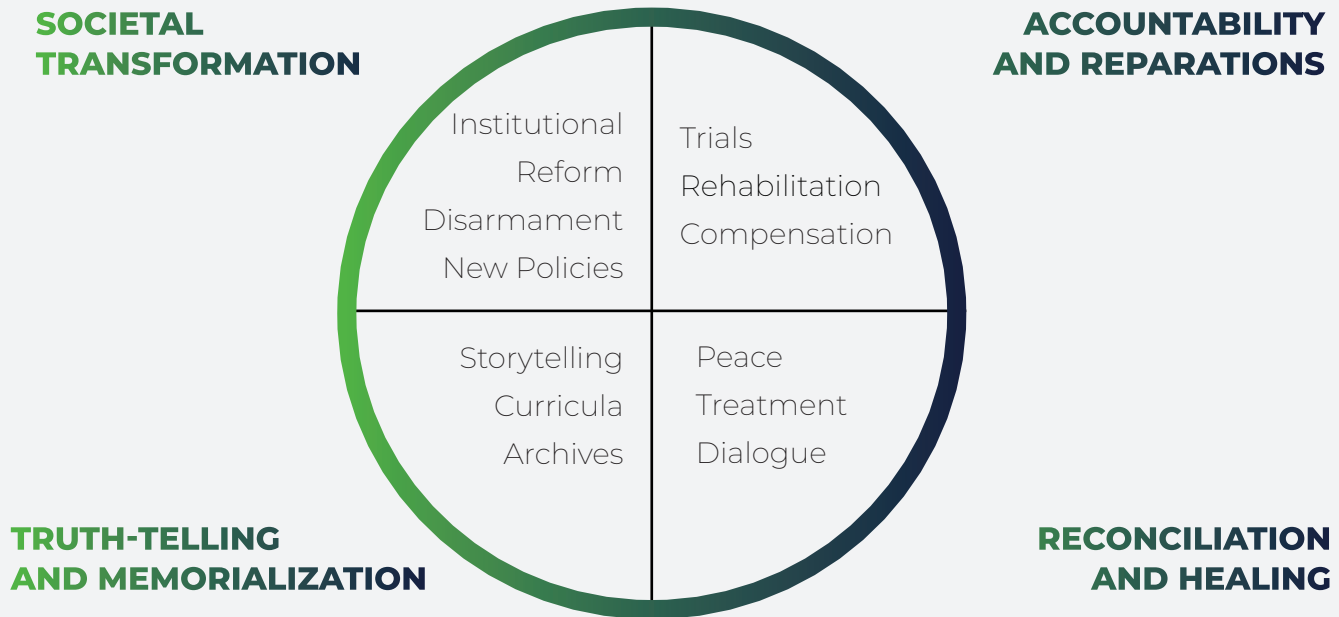 SOCIETAL
TRANSFORMATION
ACCOUNTABILITY
AND REPARATIONS
Institutional
Reform
Disarmament
New Policies
Trials
Rehabilitation
Compensation
Storytelling
Curricula
Archives
Peace
Treatment
Dialogue
TRUTH-TELLING
AND MEMORIALIZATION
RECONCILIATION
AND HEALING